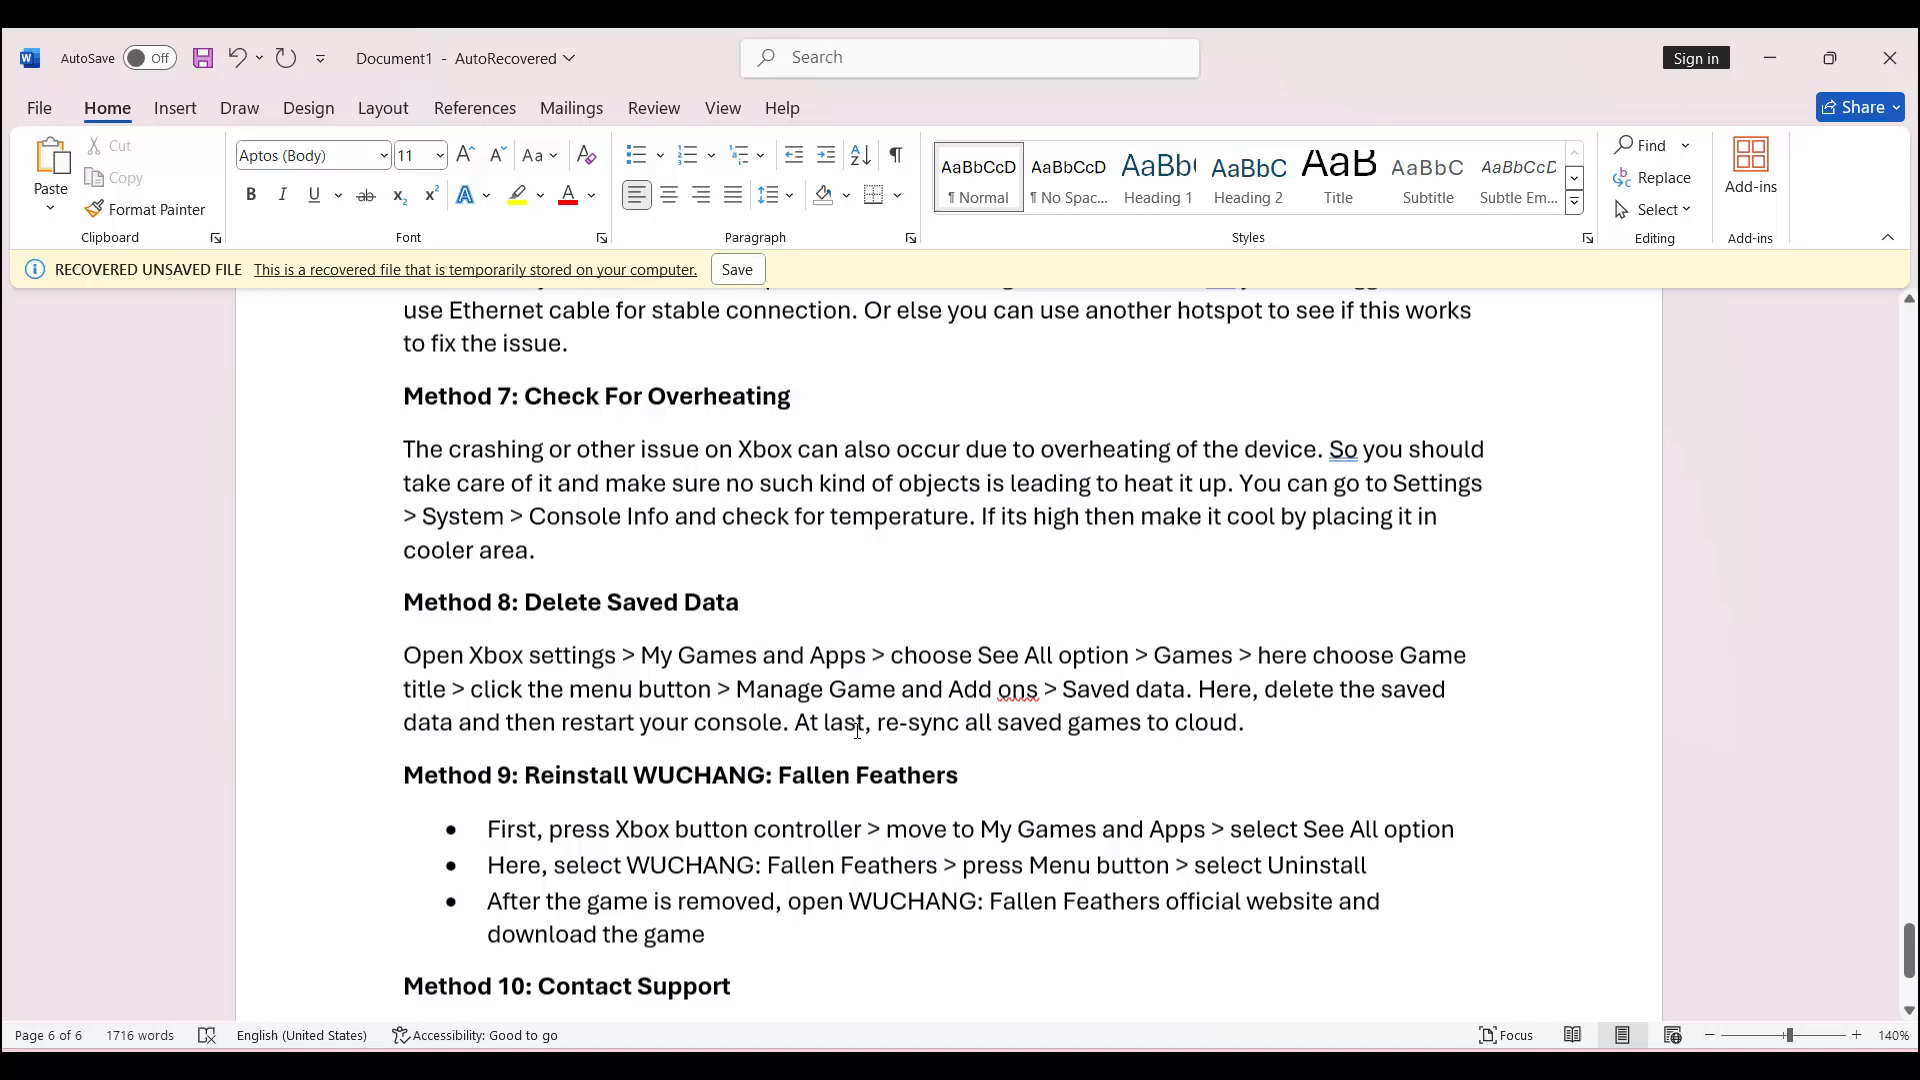 AutoSave Off Document1 - AutoRecovered Search Sign in
File Home Insert Draw Design Layout References Mailings Review View Help Share
Paste Cut Copy Format Painter Clipboard
Aptos (Body) 11 Aa
B I U ab x₂ x² A A
Font
Paragraph
AaBbCcD AaBbCcD AaBb( AaBbC AaB AaBbC AaBbCcD
¶ Normal ¶ No Spac... Heading 1 Heading 2 Title Subtitle Subtle Em...
Styles
Find Replace Select Editing
Add-ins Add-ins
RECOVERED UNSAVED FILE This is a recovered file that is temporarily stored on your computer. Save
use Ethernet cable for stable connection. Or else you can use another hotspot to see if this works
to fix the issue.
Method 7: Check For Overheating
The crashing or other issue on Xbox can also occur due to overheating of the device. So you should
take care of it and make sure no such kind of objects is leading to heat it up. You can go to Settings
> System > Console Info and check for temperature. If its high then make it cool by placing it in
cooler area.
Method 8: Delete Saved Data
Open Xbox settings > My Games and Apps > choose See All option > Games > here choose Game
title > click the menu button > Manage Game and Add ons > Saved data. Here, delete the saved
data and then restart your console. At last, re-sync all saved games to cloud.
Method 9: Reinstall WUCHANG: Fallen Feathers
• First, press Xbox button controller > move to My Games and Apps > select See All option
• Here, select WUCHANG: Fallen Feathers > press Menu button > select Uninstall
• After the game is removed, open WUCHANG: Fallen Feathers official website and
download the game
Method 10: Contact Support
Page 6 of 6 1716 words English (United States) Accessibility: Good to go Focus 140%